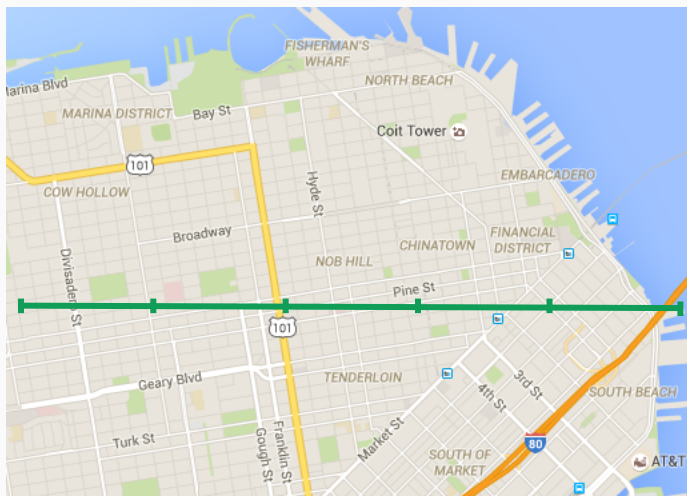 FISHERMAN'S
WHARF
NORTH BEACH
Marina Blvd
MARINA DISTRICT
Bay St
Coit Tower
101
COW HOLLOW
Hyde St
EMBARCADERO
Broadway
Divisadero St
CHINATOWN
FINANCIAL
DISTRICT
NOB HILL
Pine St
101
Geary Blvd
TENDERLOIN
3rd St
4th St
SOUTH BEACH
Turk St
Gough St
Franklin St
Market St
80
SOUTH OF
MARKET
AT&T